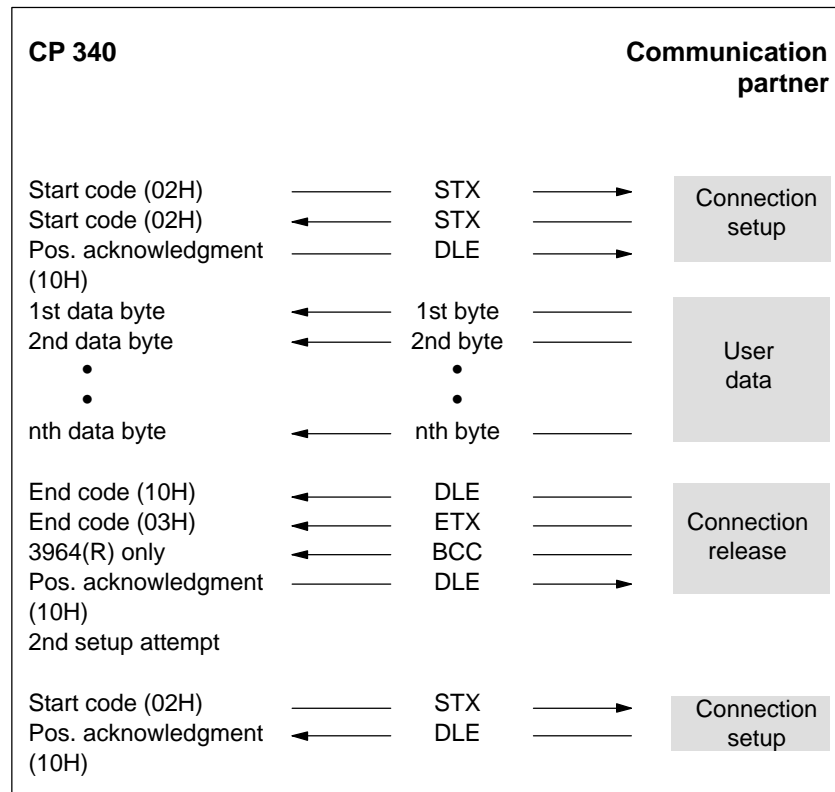 CP 340
Communication
partner
Start code (02H) STX
Start code (02H) STX
Pos. acknowledgment DLE
(10H)
Connection
setup
1st data byte 1st byte
2nd data byte 2nd byte
• •
• •
nth data byte nth byte
User
data
End code (10H) DLE
End code (03H) ETX
3964(R) only BCC
Pos. acknowledgment DLE
(10H)
2nd setup attempt
Connection
release
Start code (02H) STX
Pos. acknowledgment DLE
(10H)
Connection
setup